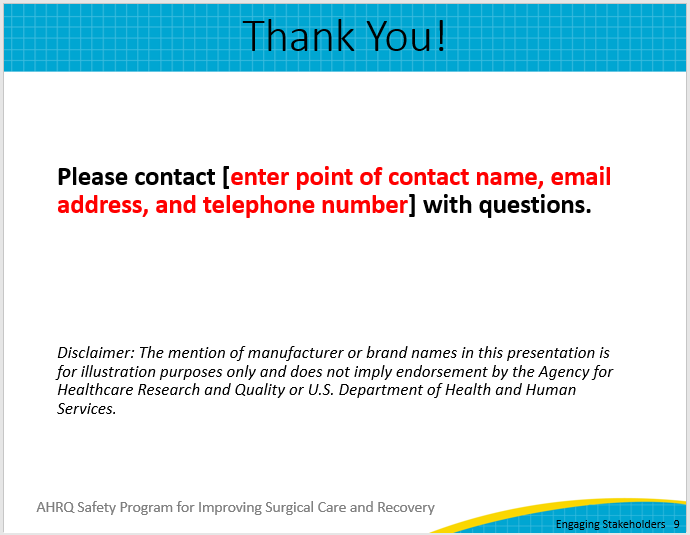 Thank You!
Please contact [enter point of contact name, email
address, and telephone number] with questions.
Disclaimer: The mention of manufacturer or brand names in this presentation is
for illustration purposes only and does not imply endorsement by the Agency for
Healthcare Research and Quality or U.S. Department of Health and Human
Services.
AHRQ Safety Program for Improving Surgical Care and Recovery
Engaging Stakeholders 9